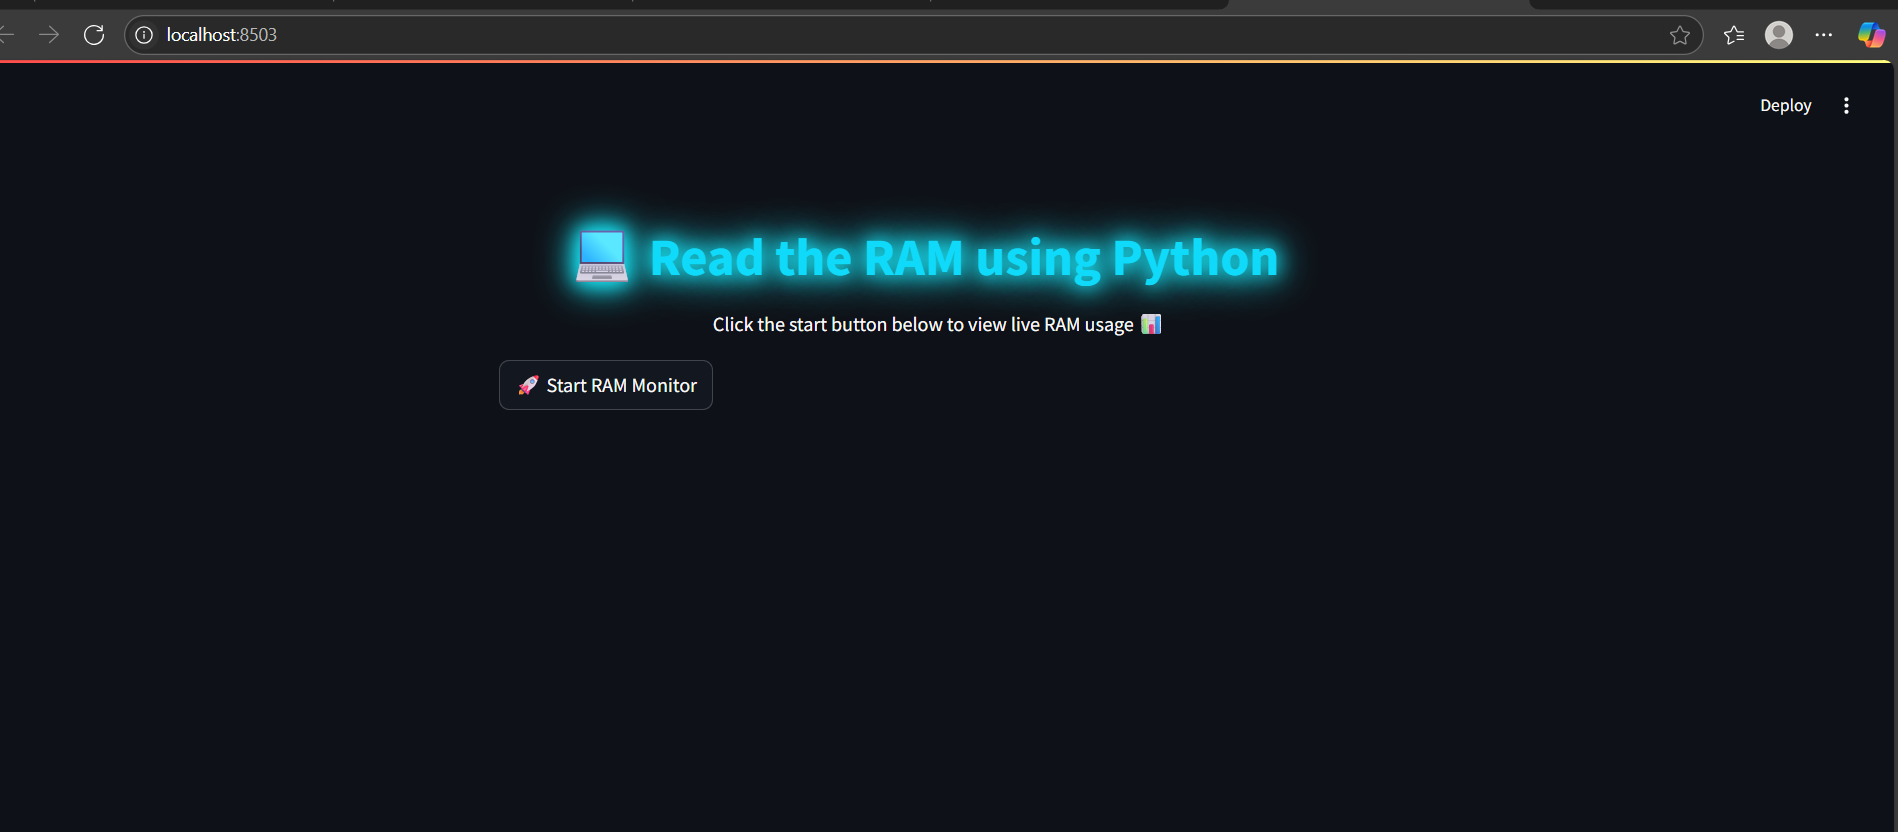 localhost:8503
Deploy
💻 Read the RAM using Python
Click the start button below to view live RAM usage 📊
🚀 Start RAM Monitor